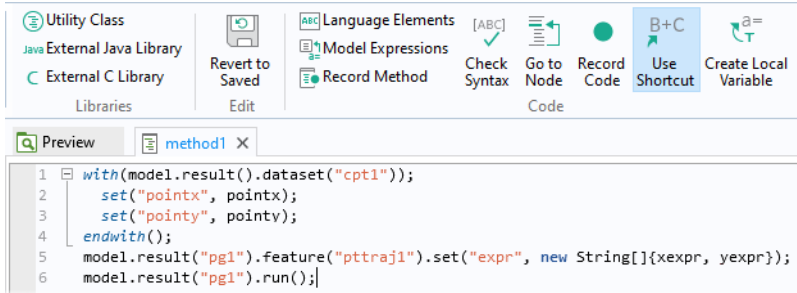 Utility Class
Java External Java Library
C External C Library
Libraries
Revert to
Saved
Edit
ABC Language Elements
a= Model Expressions
Record Method
[ABC]
Check
Syntax
Go to
Node
Record
Code
B+C
Use
Shortcut
a=
T
Create Local
Variable
Code
Preview
method1
1 with(model.result().dataset("cpt1"));
2 set("pointx", pointx);
3 set("pointy", pointy);
4 endwith();
5 model.result("pg1").feature("pttraj1").set("expr", new String[]{xexpr, yexpr});
6 model.result("pg1").run();